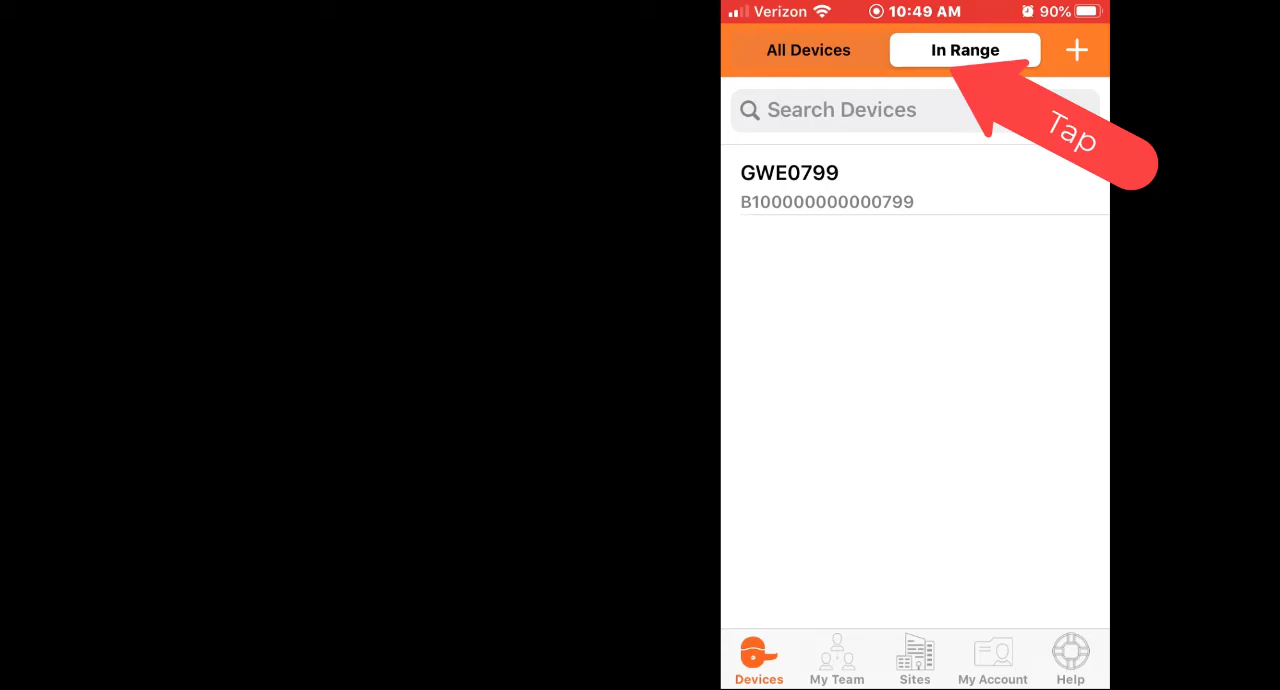 Verizon 10:49 AM 90%
All Devices In Range +
Search Devices
Tap
GWE0799
B100000000000799
Devices My Team Sites My Account Help